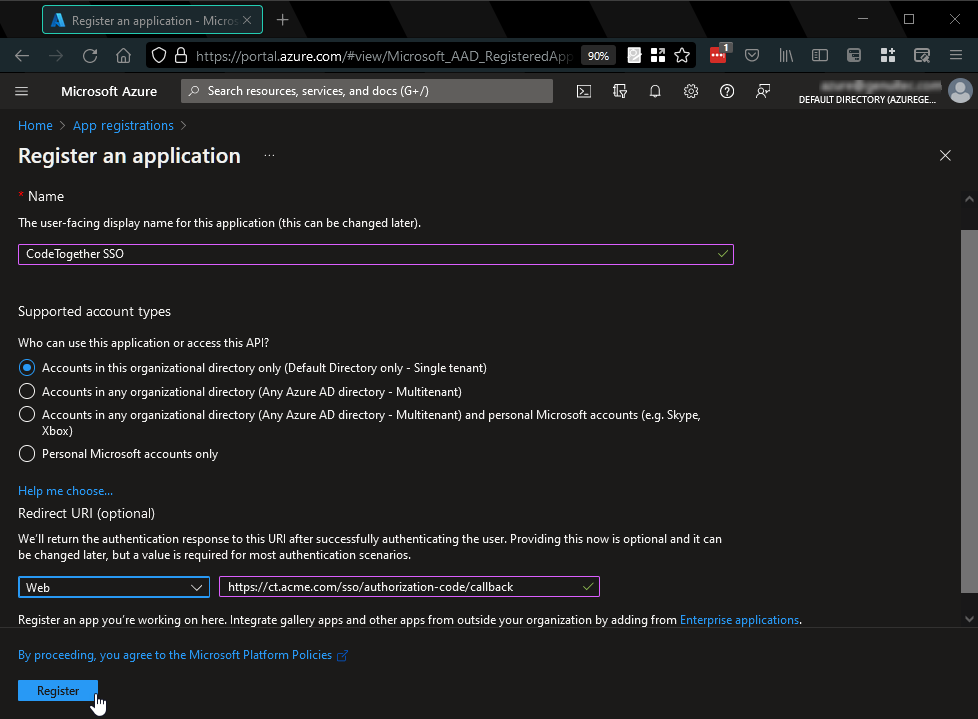 Register an application - Micros
https://portal.azure.com/#view/Microsoft_AAD_RegisteredApp
90%
1
Microsoft Azure
Search resources, services, and docs (G+/)
DEFAULT DIRECTORY (AZUREGE...
Home > App registrations >
Register an application ...
* Name
The user-facing display name for this application (this can be changed later).
CodeTogether SSO
Supported account types
Who can use this application or access this API?
Accounts in this organizational directory only (Default Directory only - Single tenant)
Accounts in any organizational directory (Any Azure AD directory - Multitenant)
Accounts in any organizational directory (Any Azure AD directory - Multitenant) and personal Microsoft accounts (e.g. Skype,
Xbox)
Personal Microsoft accounts only
Help me choose...
Redirect URI (optional)
We'll return the authentication response to this URI after successfully authenticating the user. Providing this now is optional and it can
be changed later, but a value is required for most authentication scenarios.
Web
https://ct.acme.com/sso/authorization-code/callback
Register an app you're working on here. Integrate gallery apps and other apps from outside your organization by adding from Enterprise applications.
By proceeding, you agree to the Microsoft Platform Policies
Register